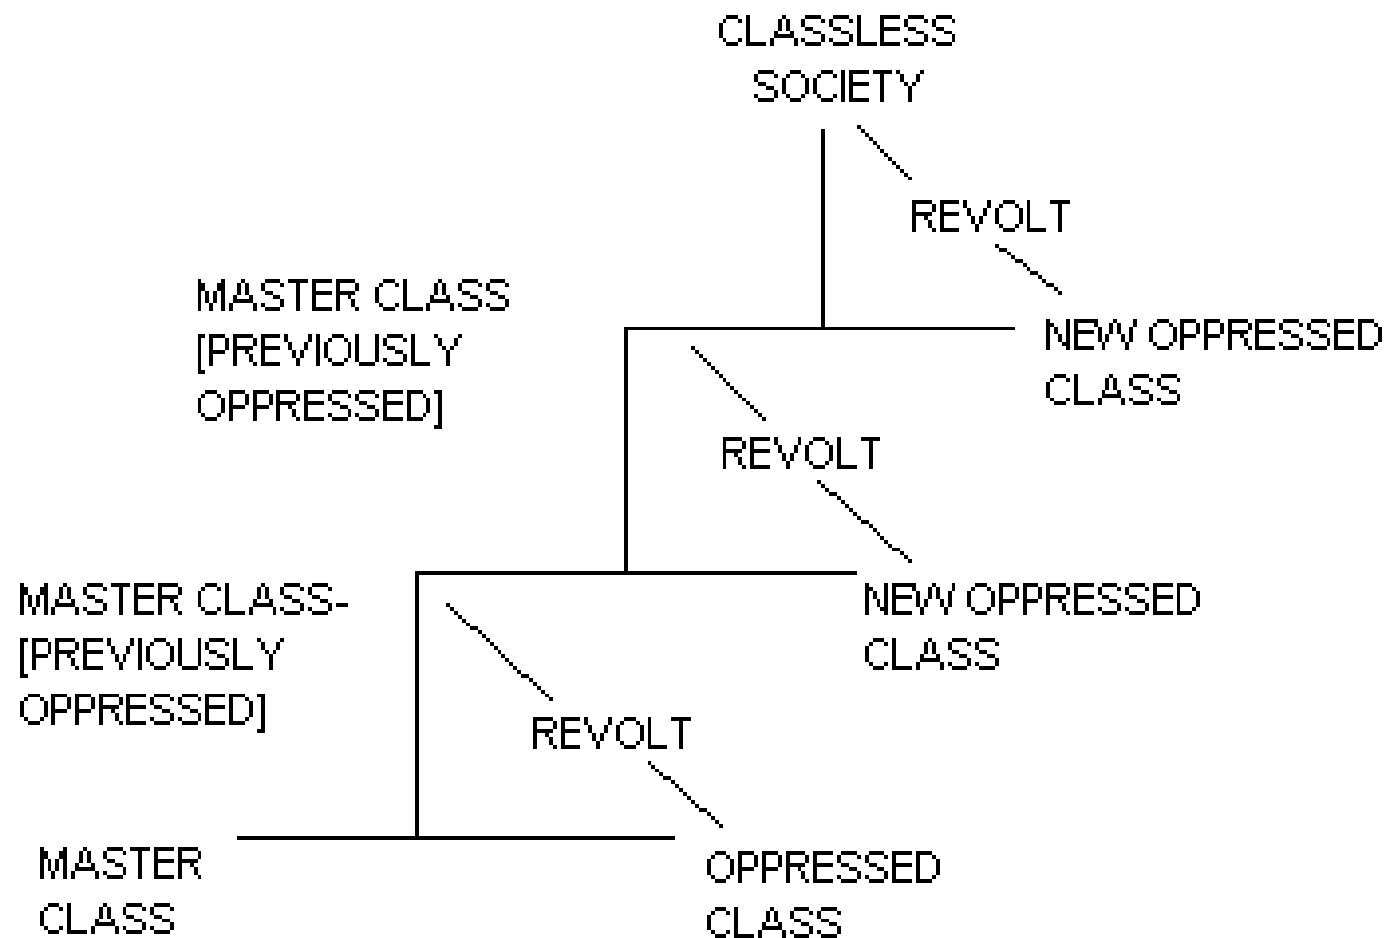 CLASSLESS
SOCIETY
REVOLT
MASTER CLASS
[PREVIOUSLY
OPPRESSED]
NEW OPPRESSED
CLASS
REVOLT
MASTER CLASS-
[PREVIOUSLY
OPPRESSED]
NEW OPPRESSED
CLASS
REVOLT
MASTER
CLASS
OPPRESSED
CLASS